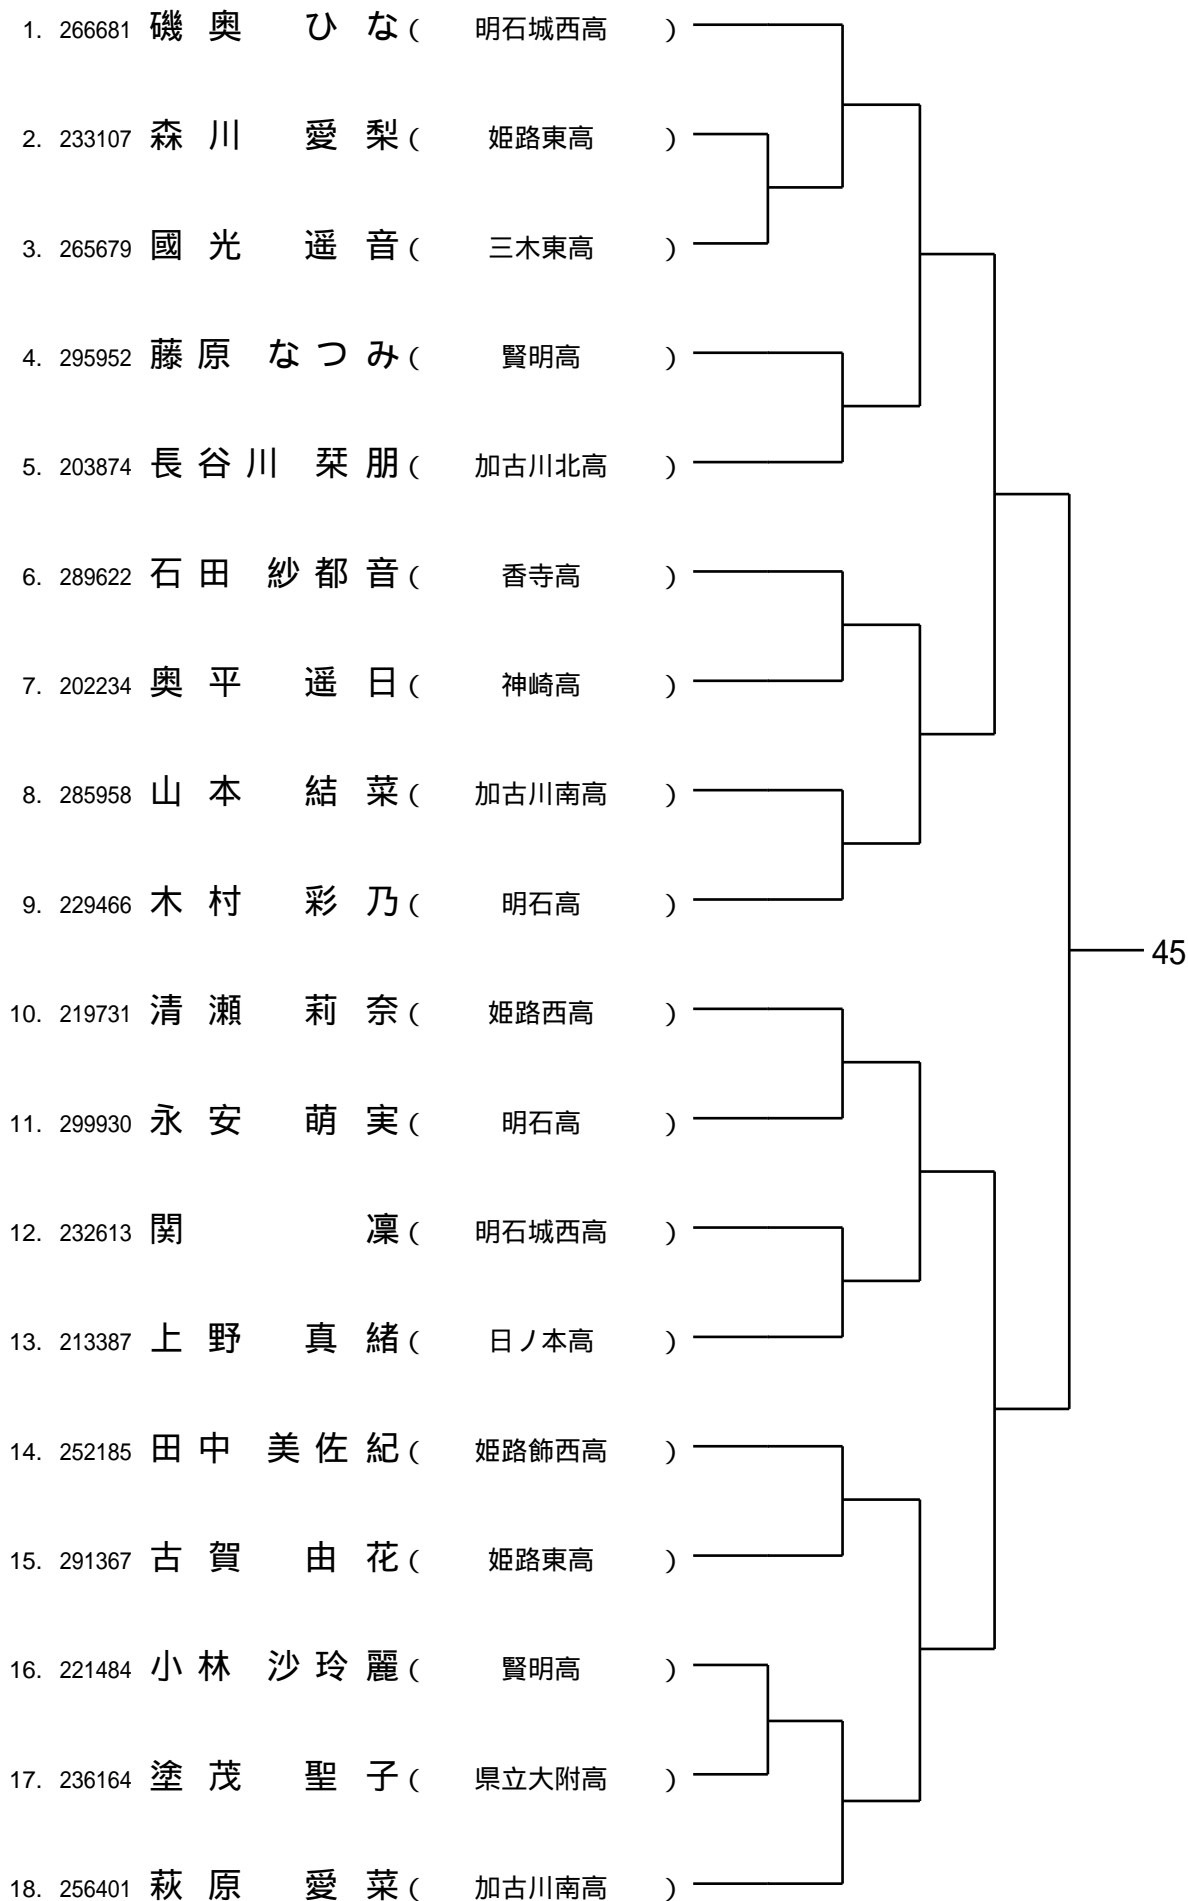 1. 266681 磯奥 ひな ( 明石城西高 )
2. 233107 森川 愛梨 ( 姫路東高 )
3. 265679 國光 遥音 ( 三木東高 )
4. 295952 藤原 なつみ ( 賢明高 )
5. 203874 長谷川 栞朋 ( 加古川北高 )
6. 289622 石田 紗都音 ( 香寺高 )
7. 202234 奥平 遥日 ( 神崎高 )
8. 285958 山本 結菜 ( 加古川南高 )
9. 229466 木村 彩乃 ( 明石高 )
45
10. 219731 清瀬 莉奈 ( 姫路西高 )
11. 299930 永安 萌実 ( 明石高 )
12. 232613 関 凜 ( 明石城西高 )
13. 213387 上野 真緒 ( 日ノ本高 )
14. 252185 田中 美佐紀 ( 姫路飾西高 )
15. 291367 古賀 由花 ( 姫路東高 )
16. 221484 小林 沙玲麗 ( 賢明高 )
17. 236164 塗茂 聖子 ( 県立大附高 )
18. 256401 萩原 愛菜 ( 加古川南高 )